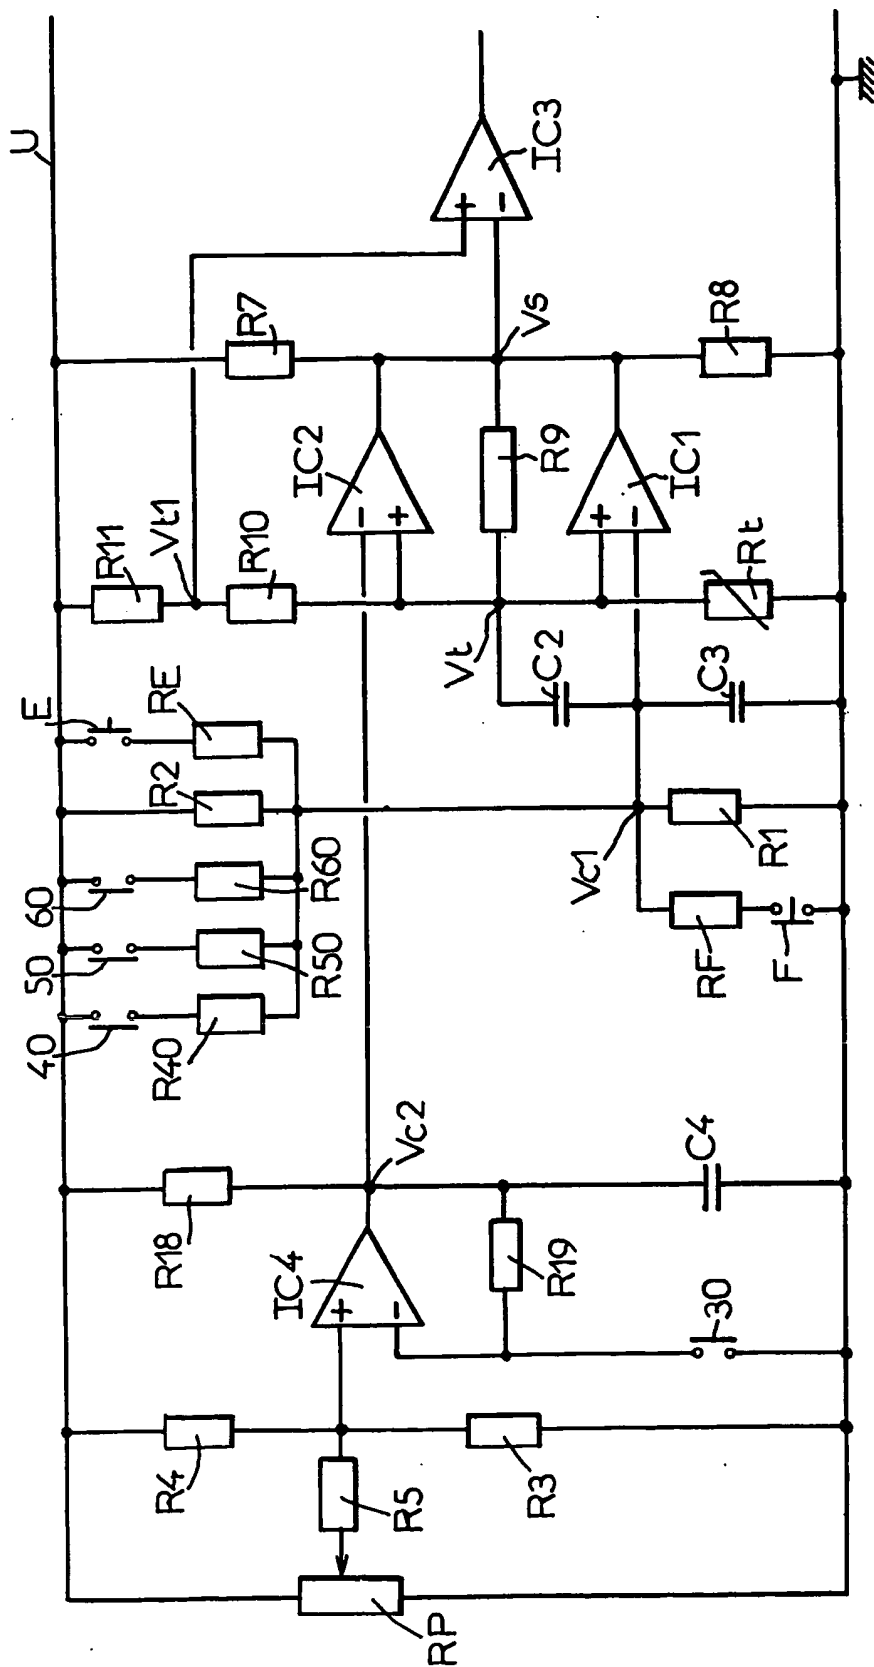 U
E
60
50
40
R11
Vt1
R7
RE
R2
R60
R50
R40
R10
IC2
IC3
R18
R4
IC4
Vc2
+
−
−
+
+
−
Vs
Vt
R9
C2
+
−
IC1
R8
R5
R19
RP
Vc1
C3
Rt
R1
RF
F
C4
30
R3